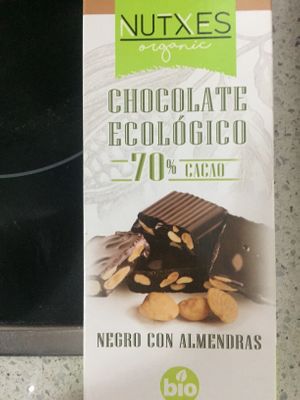 NUTXES
organic
CHOCOLATE
ECOLÓGICO
70% CACAO
NEGRO CON ALMENDRAS
bio